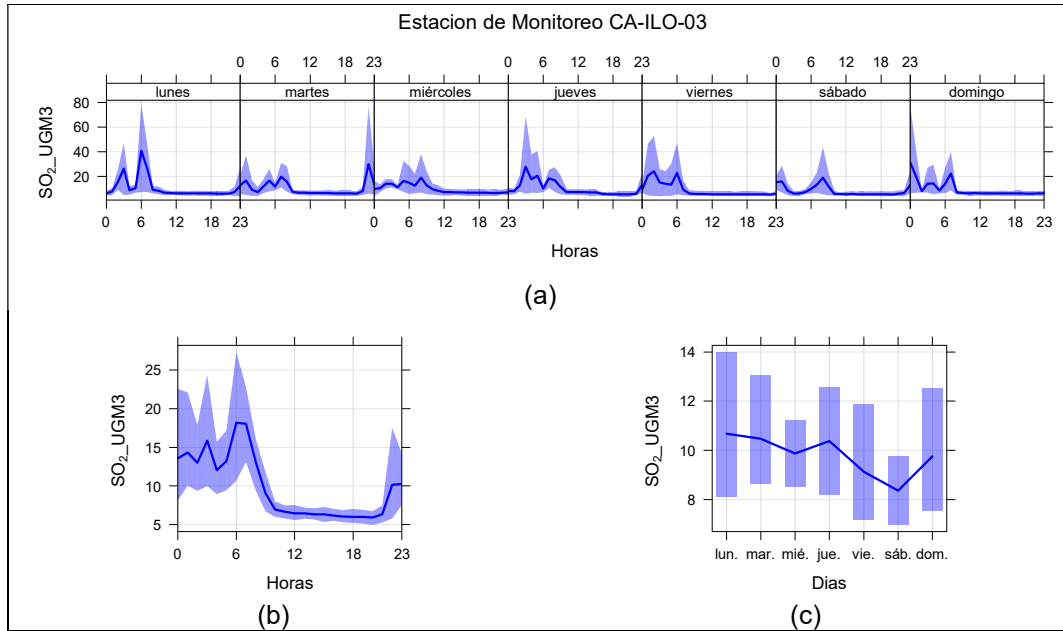 Estacion de Monitoreo CA-ILO-03
0 6 12 18 23 0 6 12 18 23 0 6 12 18 23
lunes martes miércoles jueves viernes sábado domingo
SO₂_UGM3
80
60
40
20
0 6 12 18 23 0 6 12 18 23 0 6 12 18 23 0 6 12 18 23
Horas
(a)
SO₂_UGM3
25
20
15
10
5
0 6 12 18 23
Horas
(b)
SO₂_UGM3
14
12
10
8
lun. mar. mié. jue. vie. sáb. dom.
Dias
(c)